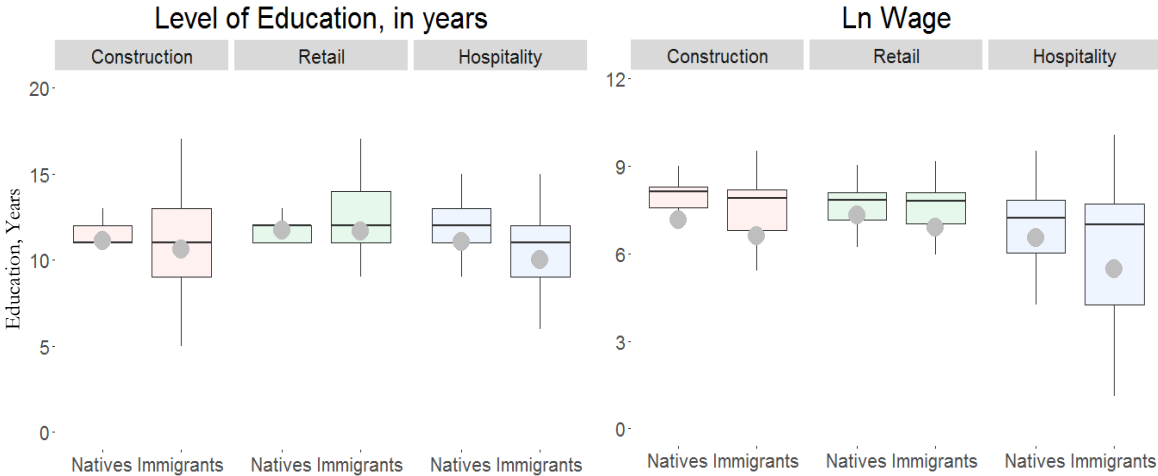 Level of Education, in years
Construction Retail Hospitality
20
15
10
5
0
Education, Years
Natives Immigrants Natives Immigrants Natives Immigrants
Ln Wage
Construction Retail Hospitality
12
9
6
3
0
Natives Immigrants Natives Immigrants Natives Immigrants